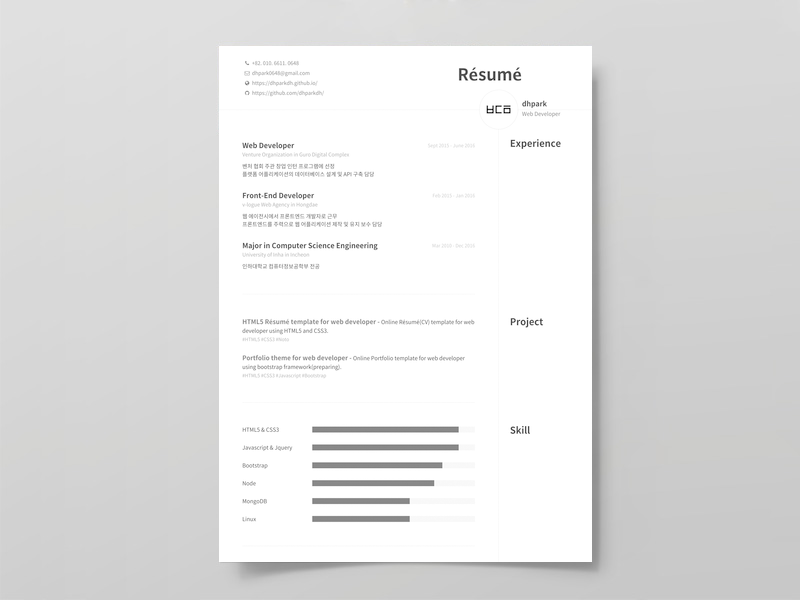 +82. 010. 6611. 0648
dhpark0648@gmail.com
https://dhparkdh.github.io/
https://github.com/dhparkdh/
Résumé
dhpark
Web Developer
Experience
Web Developer
Sept 2015 - June 2016
Venture Organization in Guro Digital Complex
벤처 협회 주관 창업 인턴 프로그램에 선정
플랫폼 어플리케이션의 데이터베이스 설계 및 API 구축 담당
Front-End Developer
Feb 2015 - Jan 2016
Web Agency in Hongdae
웹 에이전시에서 프론트엔드 개발자로 근무
프론트엔드를 주력으로 웹 어플리케이션 제작 및 유지 보수 담당
Major in Computer Science Engineering
University of Inha in Incheon
인하대학교 컴퓨터정보공학부 전공
Project
HTML5 Résumé template for web developer - Online Résumé(CV) template for web
developer using HTML5 and CSS3.
#HTML5 #CSS3
Portfolio theme for web developer - Online Portfolio template for web developer
using bootstrap framework(preparing).
#HTML5 #CSS3 #Javascript #Bootstrap
Skill
HTML5 & CSS3
Javascript & Jquery
Bootstrap
Node
MongoDB
Linux